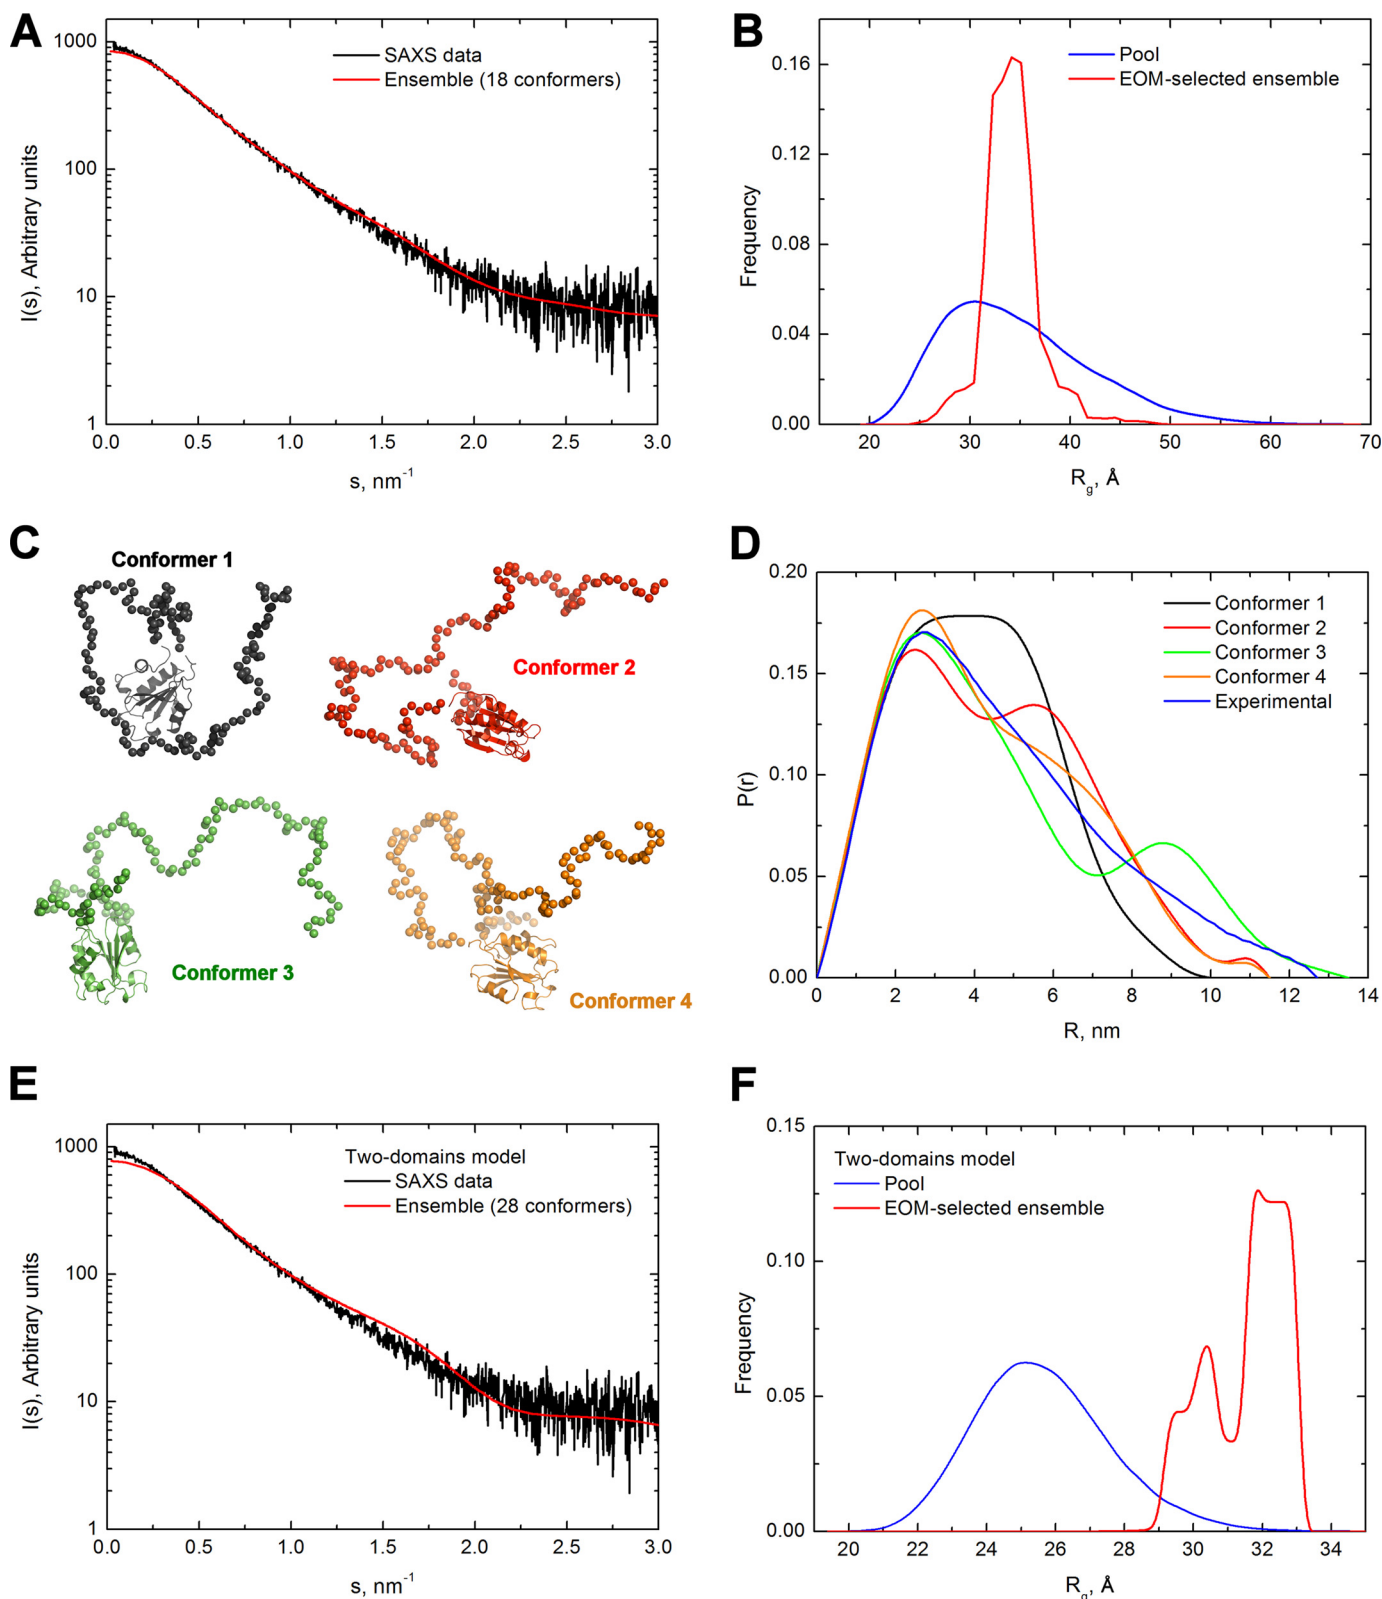 A
SAXS data
Ensemble (18 conformers)
1000
100
10
1
I(s), Arbitrary units
0.0 0.5 1.0 1.5 2.0 2.5 3.0
s, nm⁻¹
B
Pool
EOM-selected ensemble
0.16
0.12
0.08
0.04
0.00
Frequency
20 30 40 50 60 70
Rg, Å
C
Conformer 1
Conformer 2
Conformer 3
Conformer 4
D
Conformer 1
Conformer 2
Conformer 3
Conformer 4
Experimental
0.20
0.15
0.10
0.05
0.00
P(r)
0 2 4 6 8 10 12 14
R, nm
E
Two-domains model
SAXS data
Ensemble (28 conformers)
1000
100
10
1
I(s), Arbitrary units
0.0 0.5 1.0 1.5 2.0 2.5 3.0
s, nm⁻¹
F
Two-domains model
Pool
EOM-selected ensemble
0.15
0.10
0.05
0.00
Frequency
20 22 24 26 28 30 32 34
Rg, Å